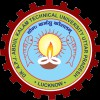 DR. A.P.J. ABDUL KALAM TECHNICAL UNIVERSITY UTTAR PRADESH
LUCKNOW